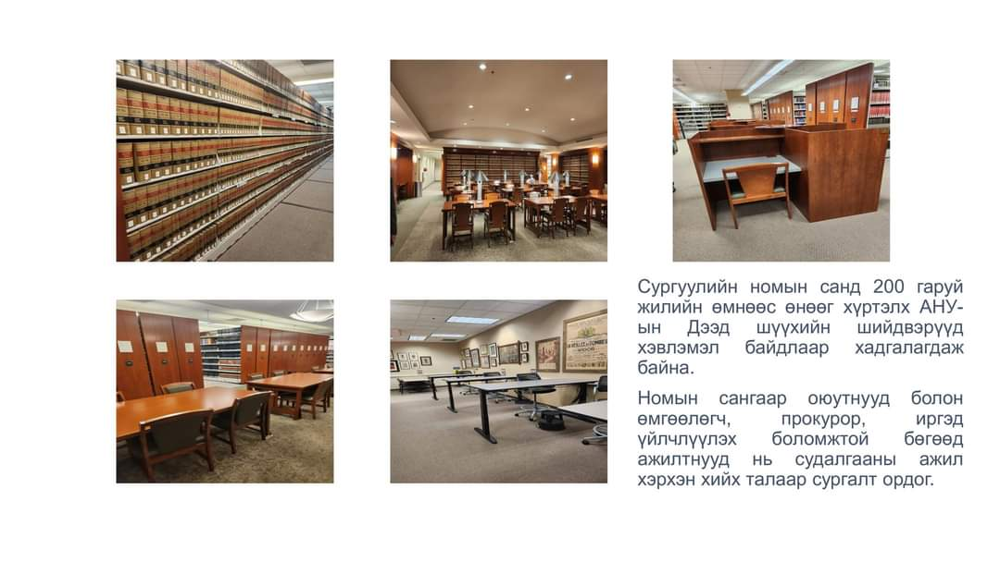 Сургуулийн номын санд 200 гаруй
жилийн өмнөөс өнөөг хүртэлх АНУ-
ын Дээд шүүхийн шийдвэрүүд
хэвлэмэл байдлаар хадгалагдаж
байна.
Номын сангаар оюутнууд болон
өмгөөлөгч, прокурор, иргэд
үйлчлүүлэх боломжтой бөгөөд
ажилтнууд нь судалгааны ажил
хэрхэн хийх талаар сургалт ордог.